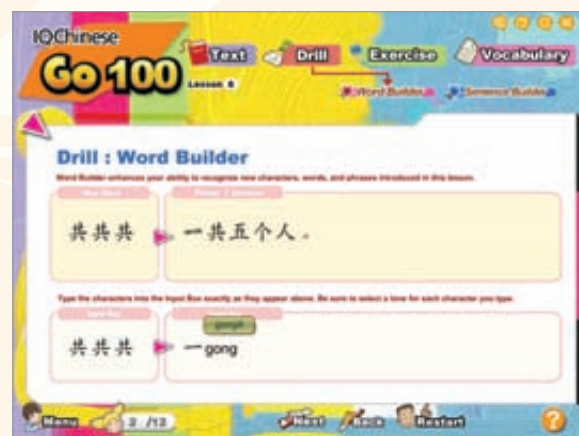 IQChinese
Go 100
Lesson 6
Text
Drill
Exercise
Vocabulary
Word Builder
Sentence Builder
Drill : Word Builder
Word Builder enhances your ability to recognize new characters, words, and phrases introduced in this lesson.
共共共
一共五个人。
Type the characters into the Input Box exactly as they appear above. Be sure to select a tone for each character you type.
Input Box
gong4
共共共
一gong
Menu
2 /13
Next
Back
Restart
?